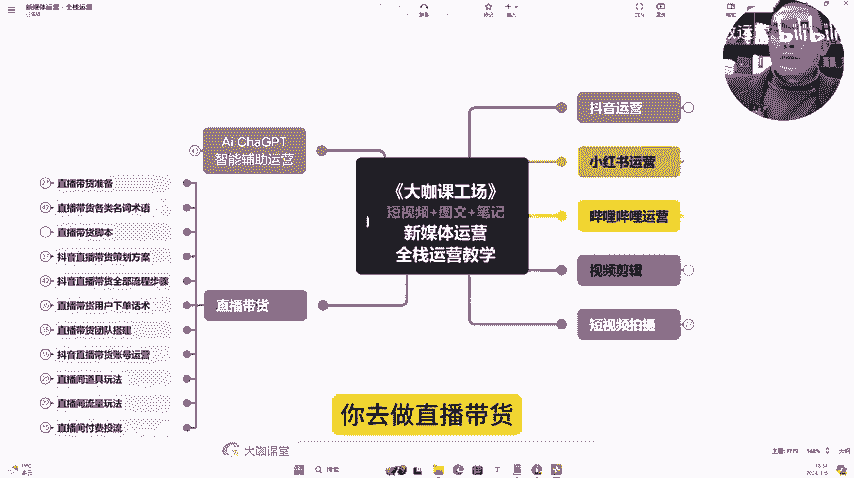 新媒体运营·全栈运营
bilibili
Ai ChaGPT
智能辅助运营
直播带货准备
直播带货各类名词术语
直播带货脚本
抖音直播带货策划方案
抖音直播带货全部流程步骤
直播带货用户下单话术
直播带货团队搭建
抖音直播带货账号运营
直播间道具玩法
直播间流量玩法
直播间付费投流
直播带货
《大咖课工场》
短视频+图文+笔记
新媒体运营
全栈运营教学
抖音运营
小红书运营
哔哩哔哩运营
视频剪辑
短视频拍摄
你去做直播带货
大咖课堂
搜索